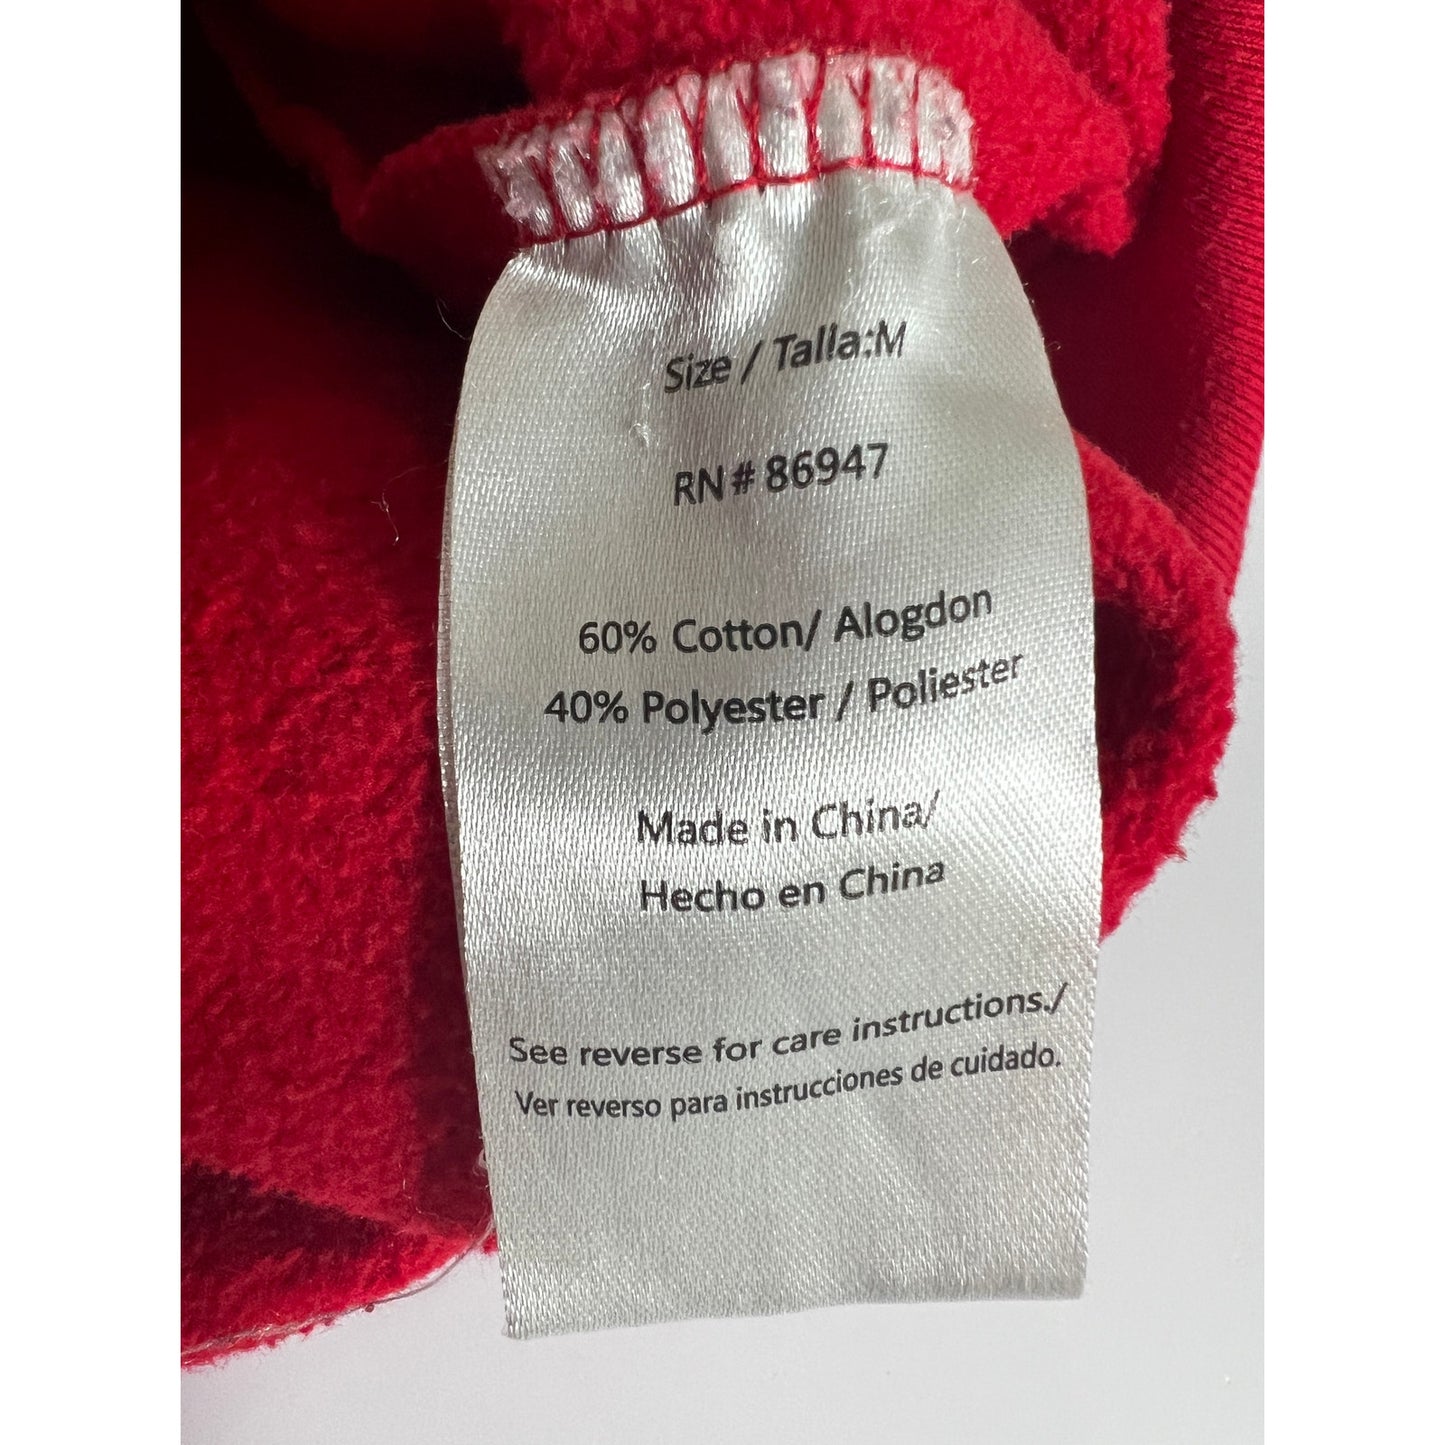 Size / Talla:M
RN# 86947
60% Cotton/ Alogdon
40% Polyester / Poliester
Made in China/
Hecho en China
See reverse for care instructions./
Ver reverso para instrucciones de cuidado.